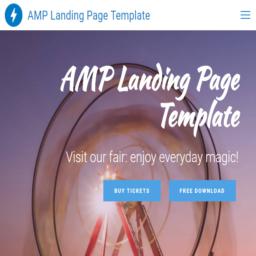 AMP Landing Page Template
AMP Landing Page
Template
Visit our fair: enjoy everyday magic!
BUY TICKETS
FREE DOWNLOAD